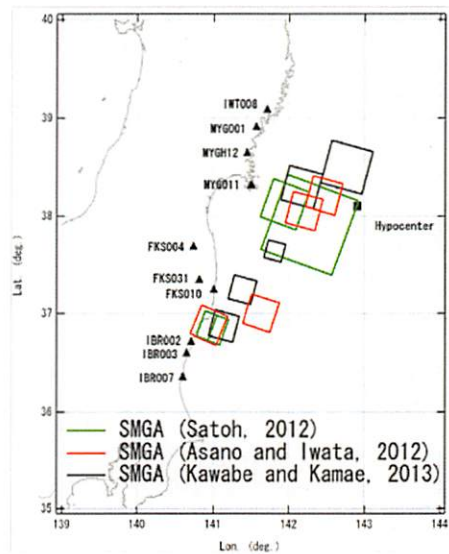 40
IWT008
MYG001
39
MYGH12
MYG011
38
Hypocenter
FKS004
Lat. (deg.)
FKS031
FKS010
37
IBR002
IBR003
IBR007
36
SMGA (Satoh, 2012)
SMGA (Asano and Iwata, 2012)
SMGA (Kawabe and Kamae, 2013)
35
139 140 141 142 143 144
Lon. (deg.)